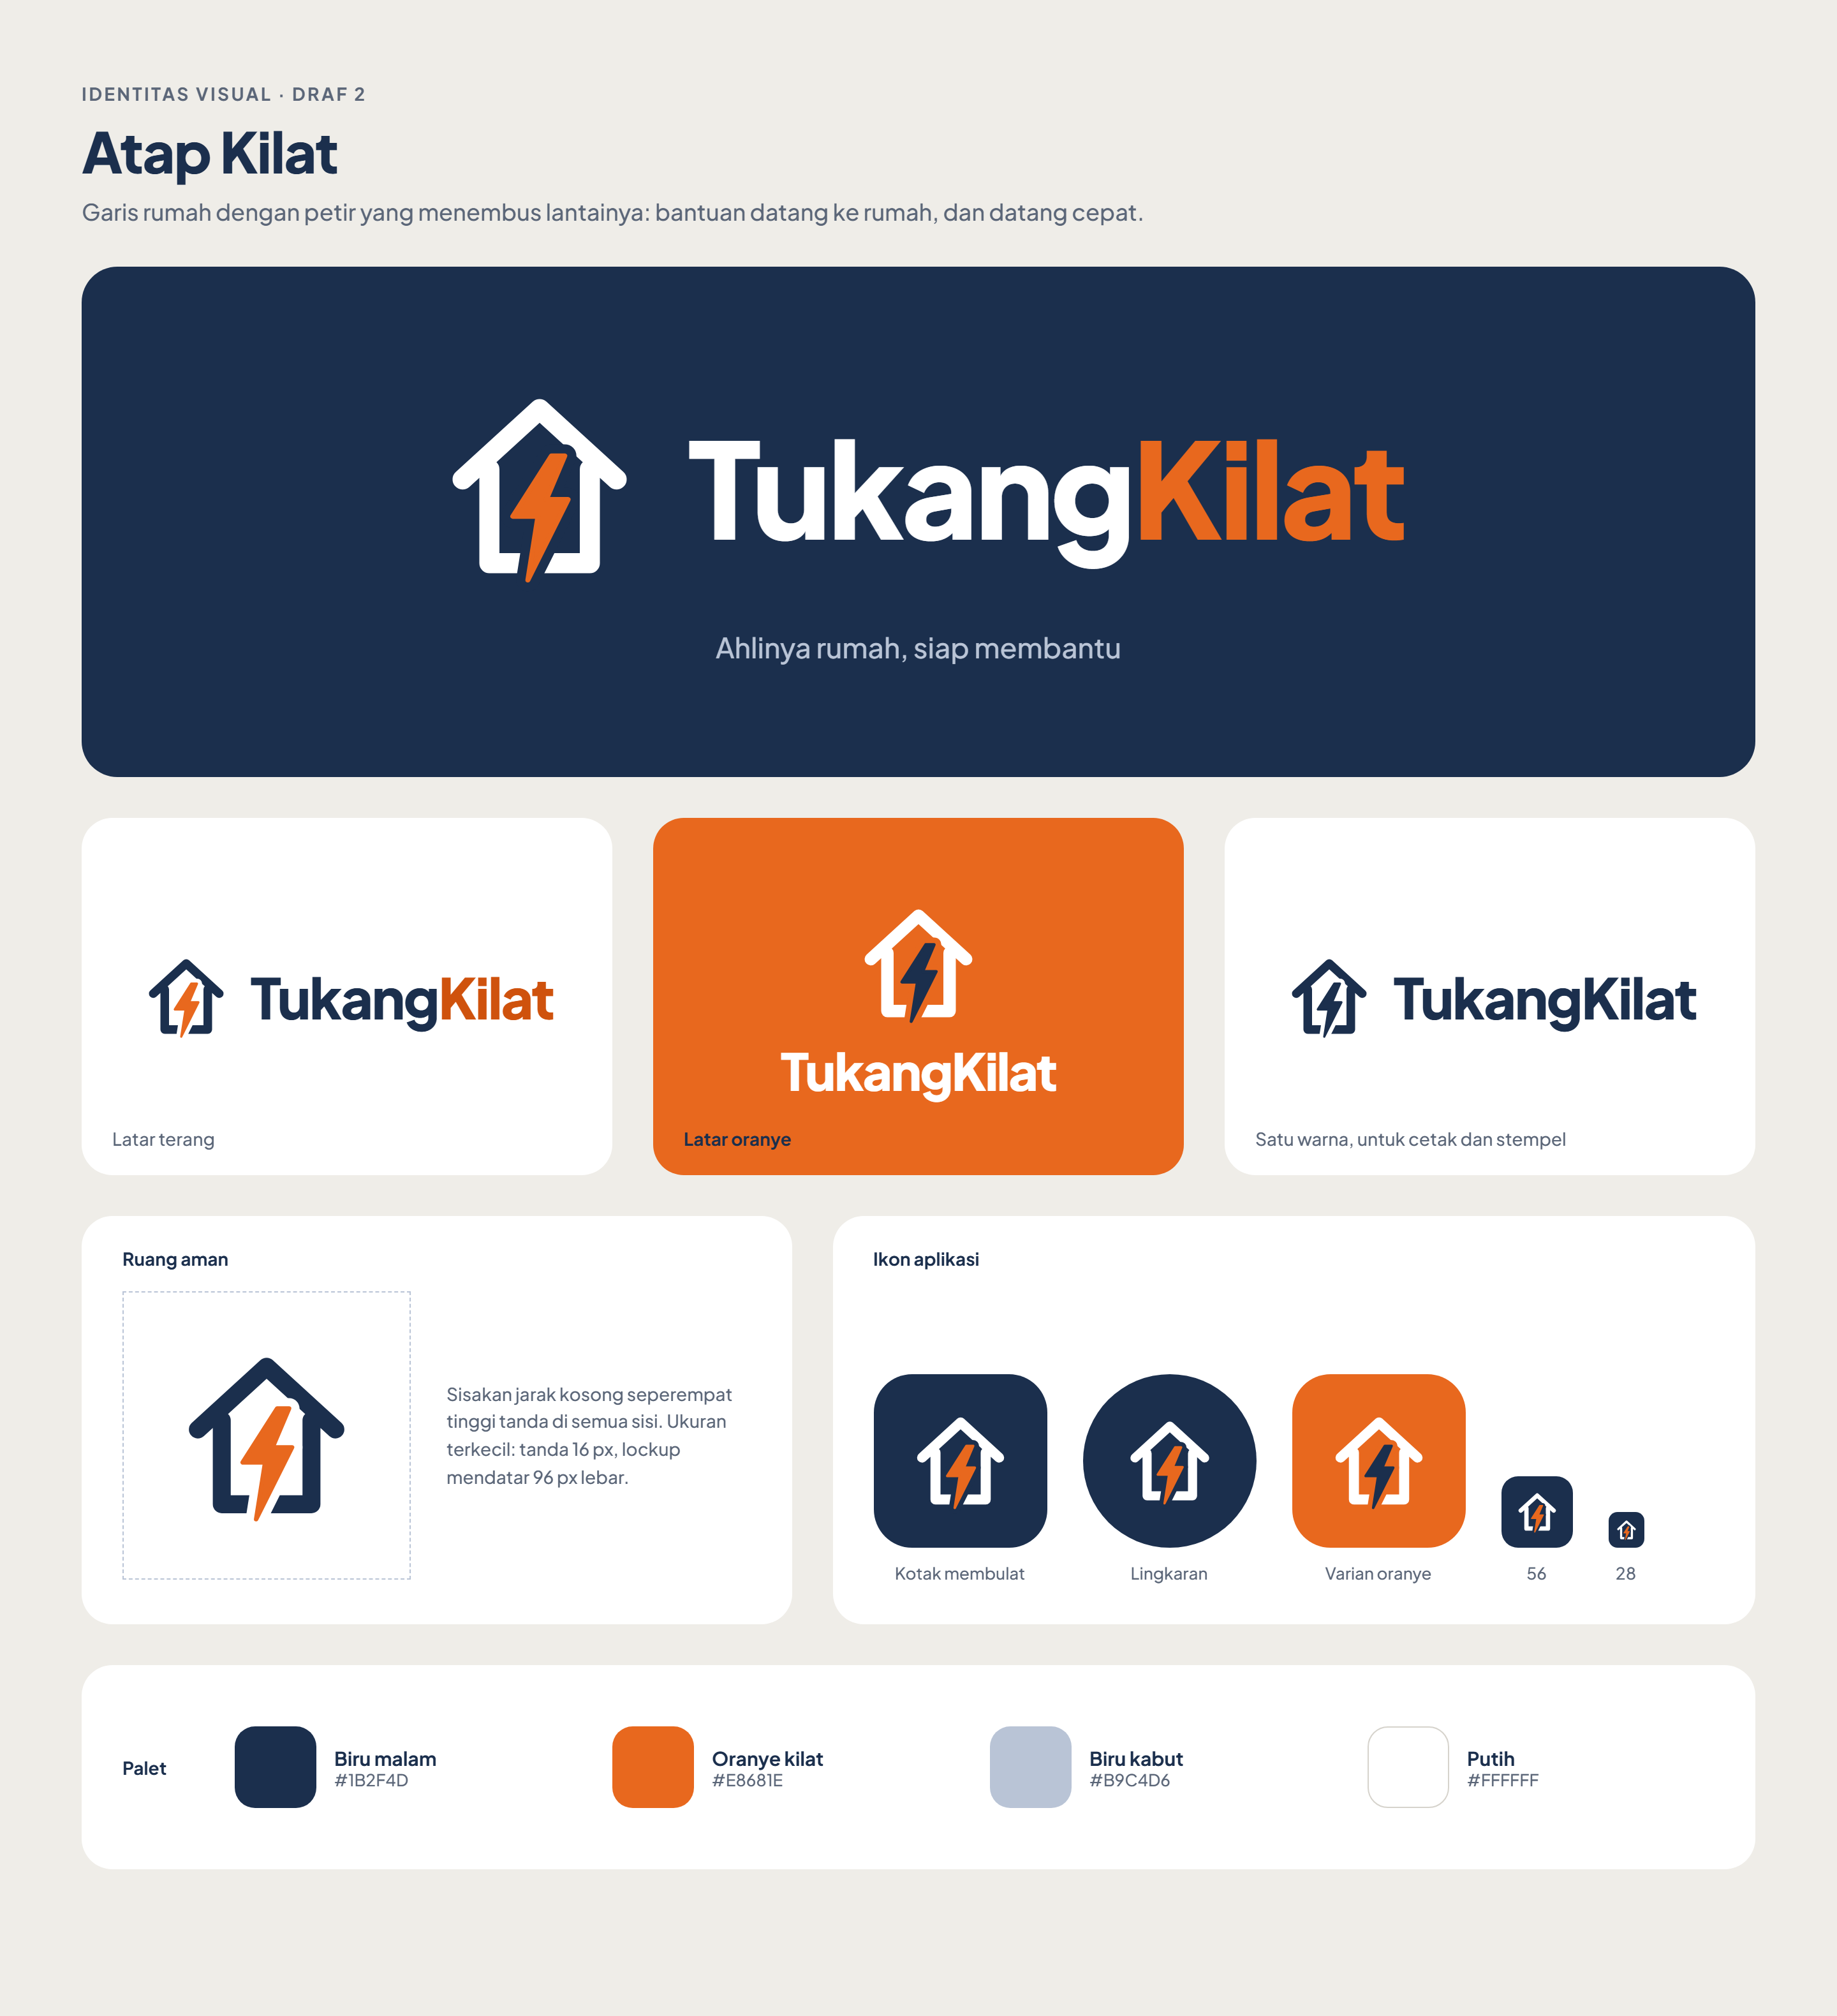 IDENTITAS VISUAL · DRAF 2
Atap Kilat
Garis rumah dengan petir yang menembus lantainya: bantuan datang ke rumah, dan datang cepat.
TukangKilat
Ahlinya rumah, siap membantu
TukangKilat
Latar terang
TukangKilat
Latar oranye
TukangKilat
Satu warna, untuk cetak dan stempel
Ruang aman
Sisakan jarak kosong seperempat
tinggi tanda di semua sisi. Ukuran
terkecil: tanda 16 px, lockup
mendatar 96 px lebar.
Ikon aplikasi
Kotak membulat
Lingkaran
Varian oranye
56
28
Palet
Biru malam
#1B2F4D
Oranye kilat
#E8681E
Biru kabut
#B9C4D6
Putih
#FFFFFF